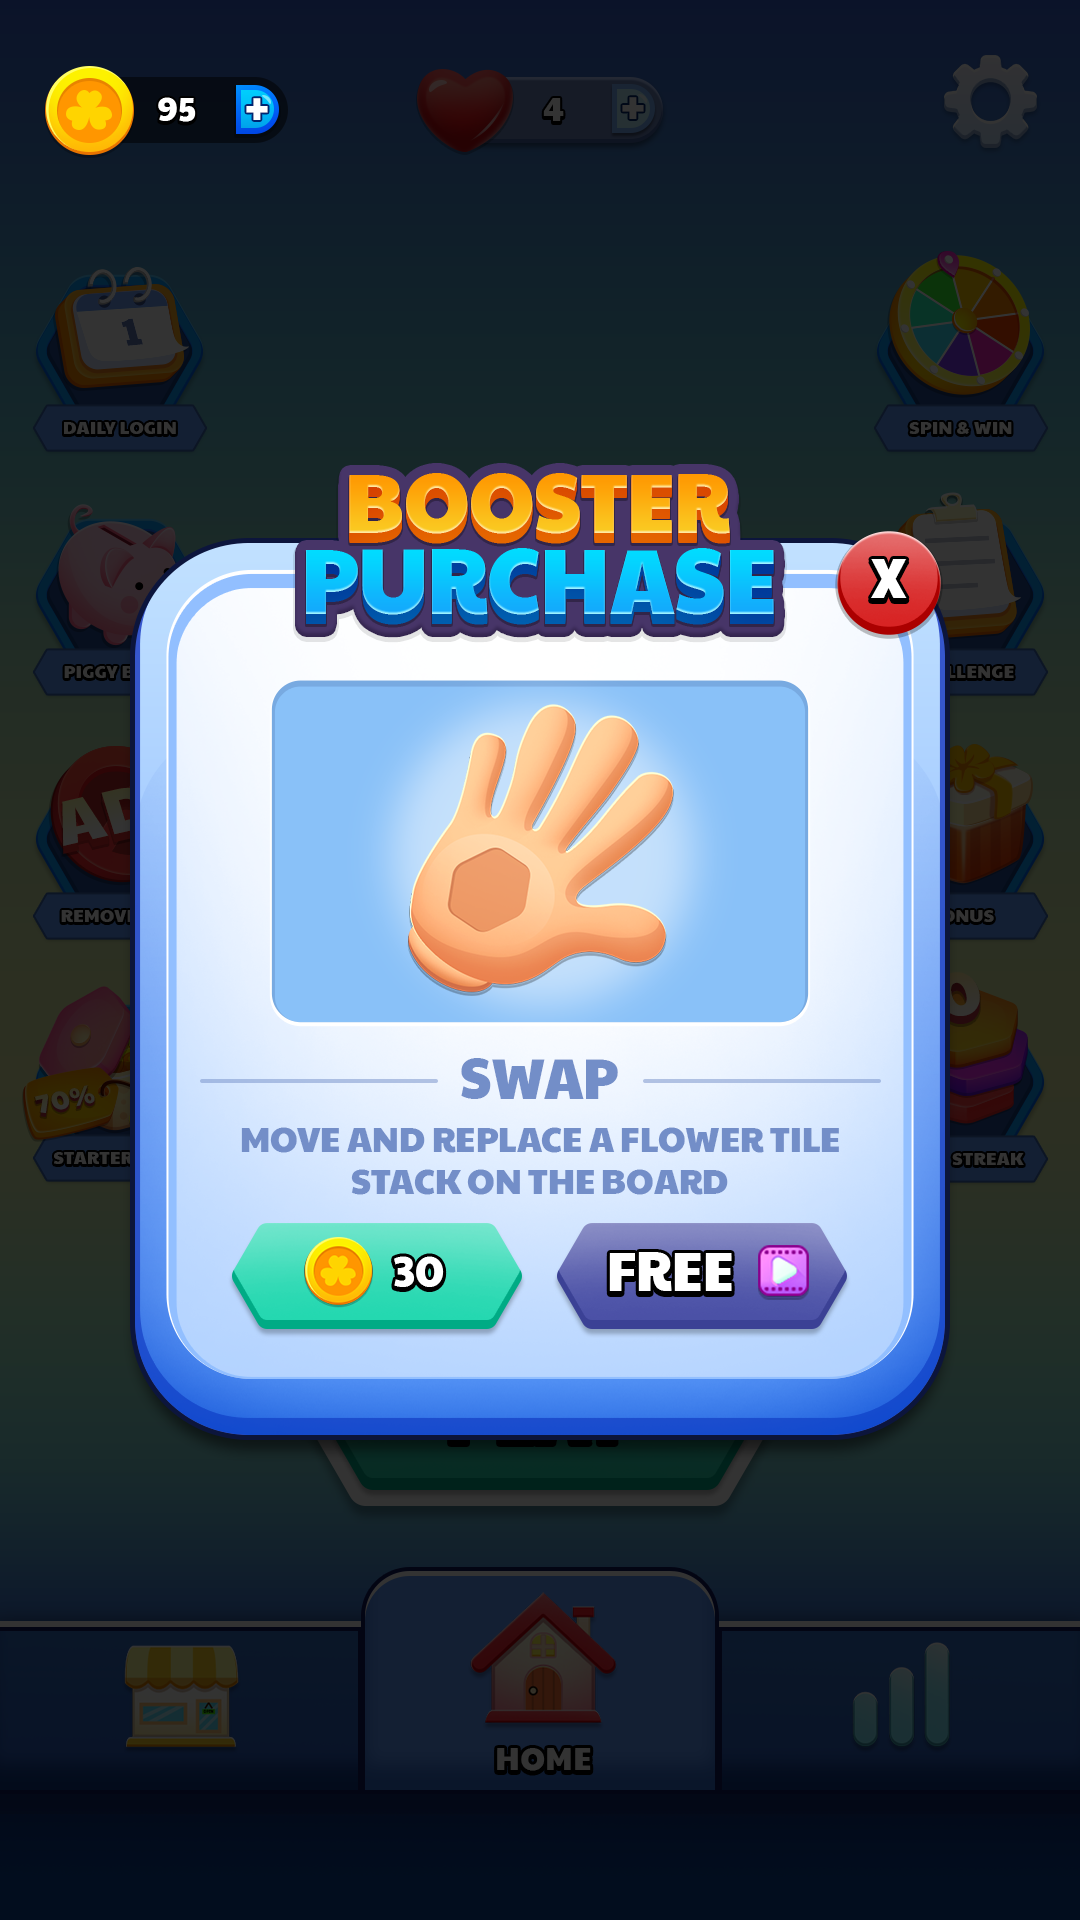 95
4
1
DAILY LOGIN
SPIN & WIN
BOOSTER
PURCHASE
X
PIGGY
LLENGE
AD
REMOV
ONUS
SWAP
70%
STARTER
STREAK
MOVE AND REPLACE A FLOWER TILE
STACK ON THE BOARD
30
FREE
HOME